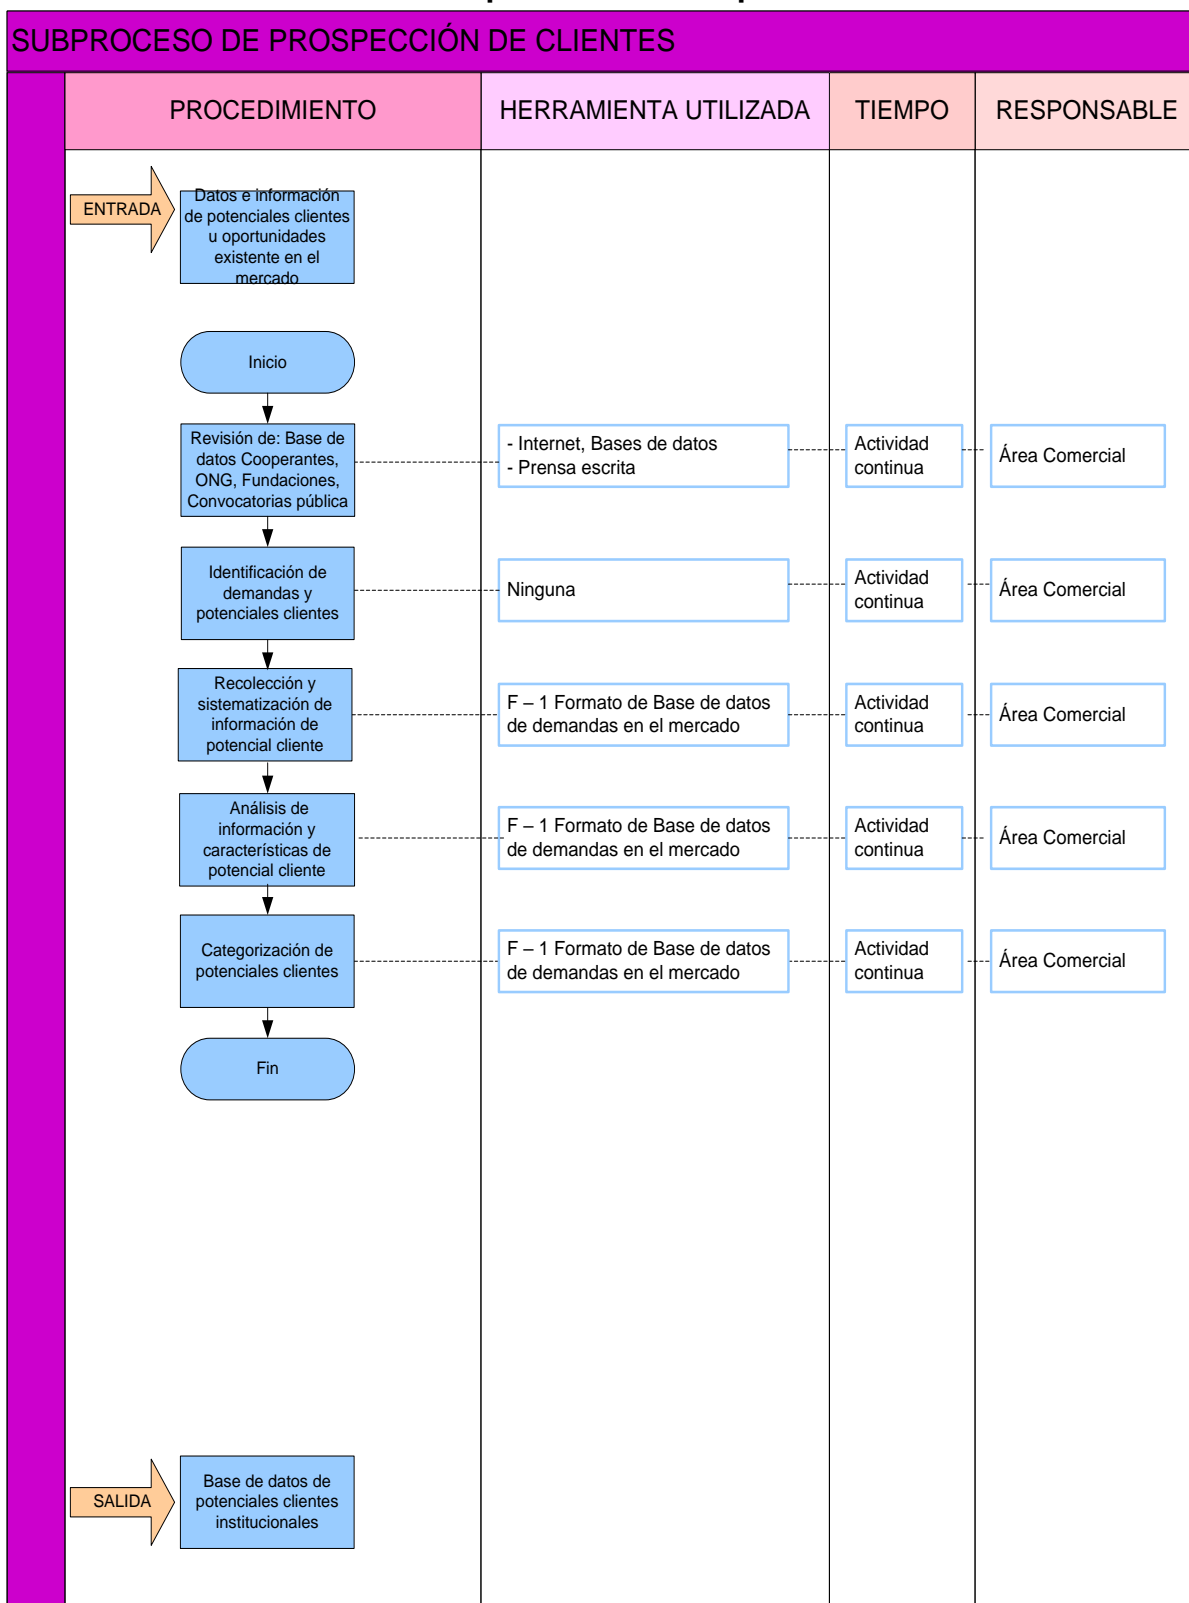 SUBPROCESO DE PROSPECCIÓN DE CLIENTES
PROCEDIMIENTO
HERRAMIENTA UTILIZADA
TIEMPO
RESPONSABLE
ENTRADA
Datos e información
de potenciales clientes
u oportunidades
existente en el
mercado
Inicio
Revisión de: Base de
datos Cooperantes,
ONG, Fundaciones,
Convocatorias pública
- Internet, Bases de datos
- Prensa escrita
Actividad
continua
Área Comercial
Identificación de
demandas y
potenciales clientes
Ninguna
Actividad
continua
Área Comercial
Recolección y
sistematización de
información de
potencial cliente
F – 1 Formato de Base de datos
de demandas en el mercado
Actividad
continua
Área Comercial
Análisis de
información y
características de
potencial cliente
F – 1 Formato de Base de datos
de demandas en el mercado
Actividad
continua
Área Comercial
Categorización de
potenciales clientes
F – 1 Formato de Base de datos
de demandas en el mercado
Actividad
continua
Área Comercial
Fin
SALIDA
Base de datos de
potenciales clientes
institucionales